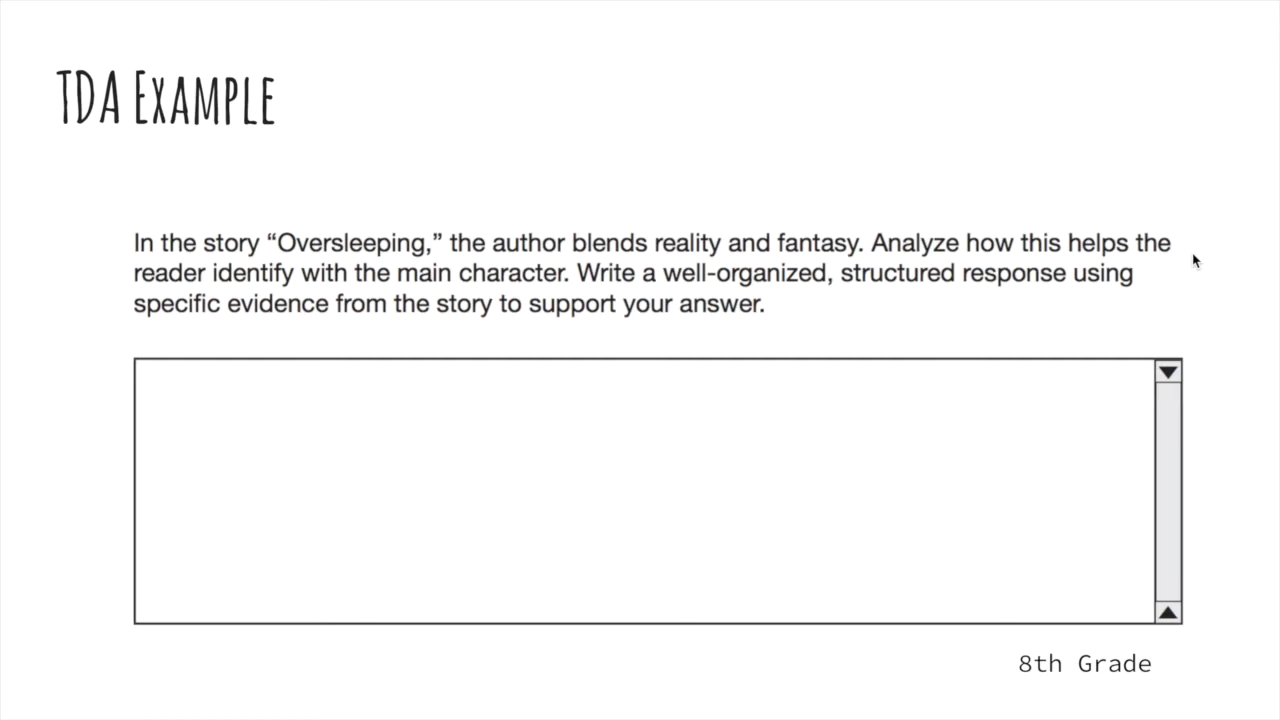 TDA Example
In the story “Oversleeping,” the author blends reality and fantasy. Analyze how this helps the
reader identify with the main character. Write a well-organized, structured response using
specific evidence from the story to support your answer.
8th Grade